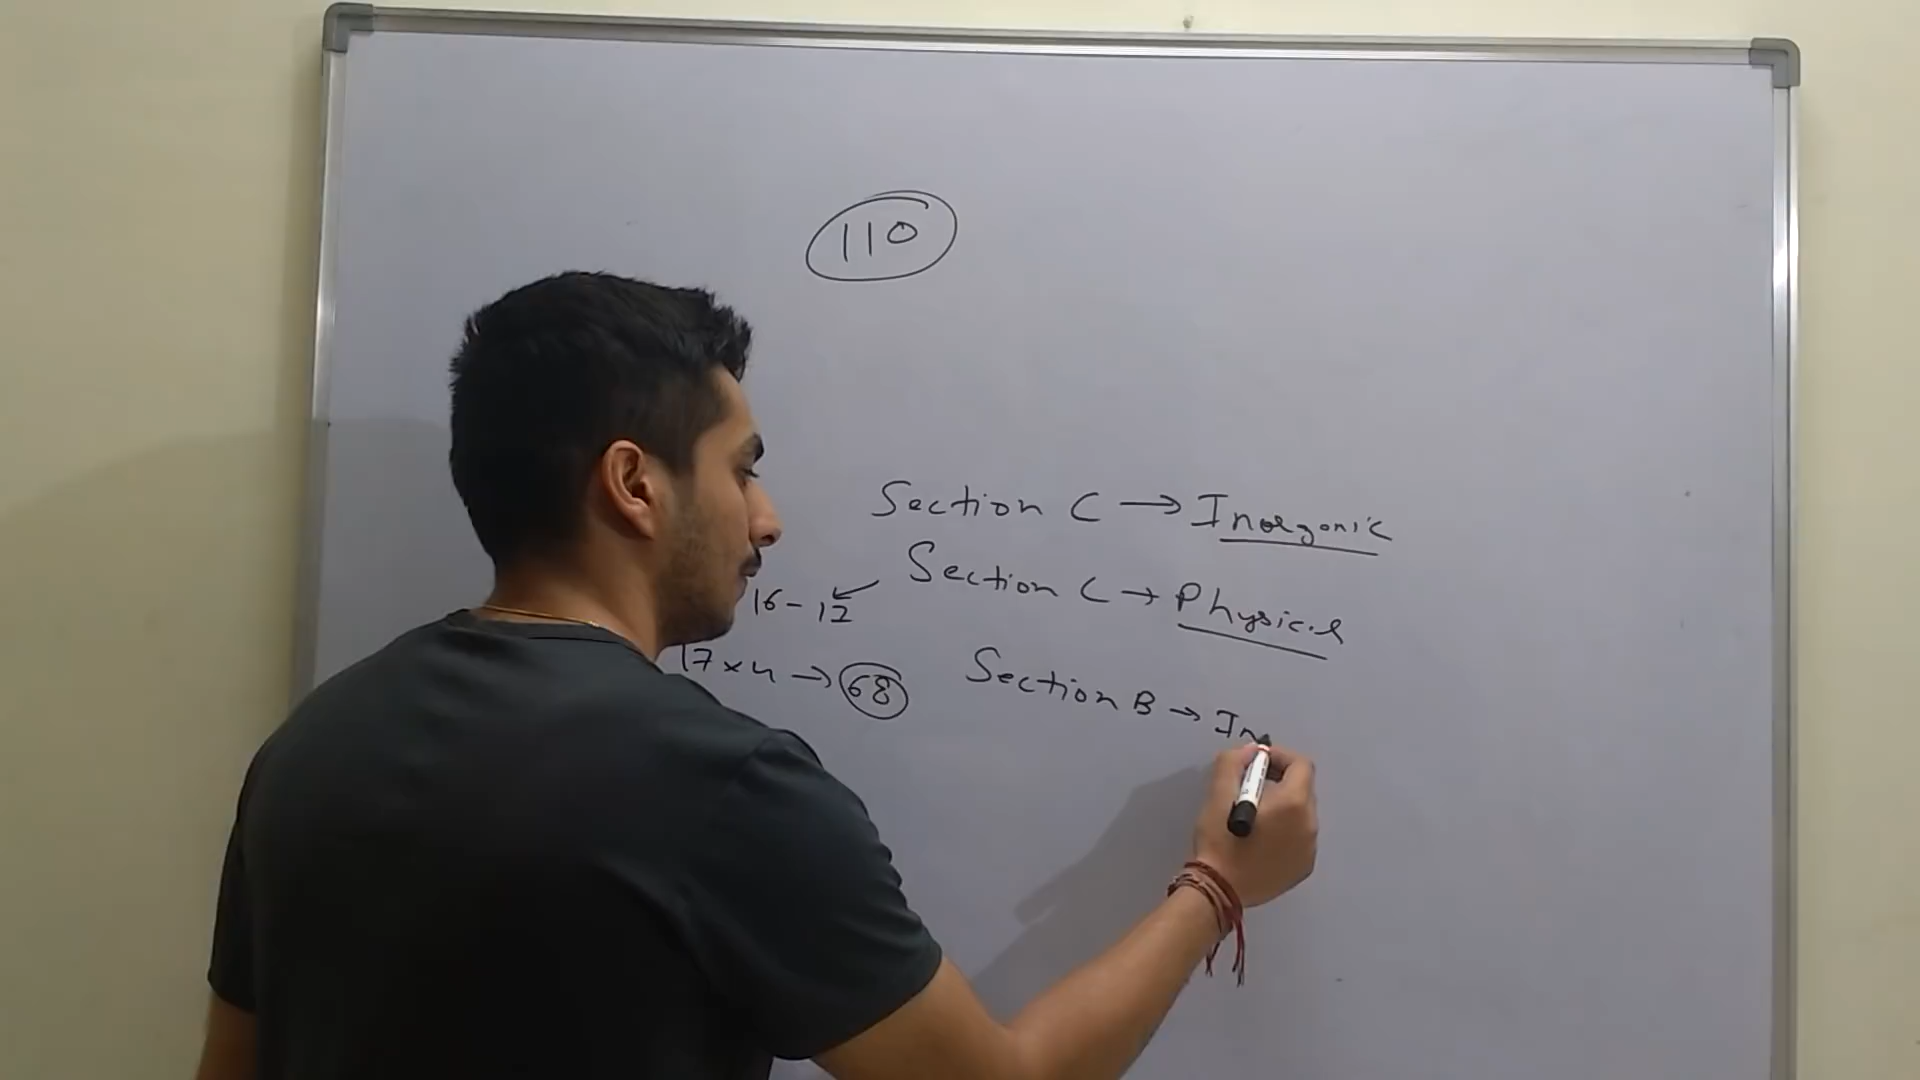 110
Section C → Inorganic
Section C → Physical
16 - 12
17 x 4 → 68
Section B → In